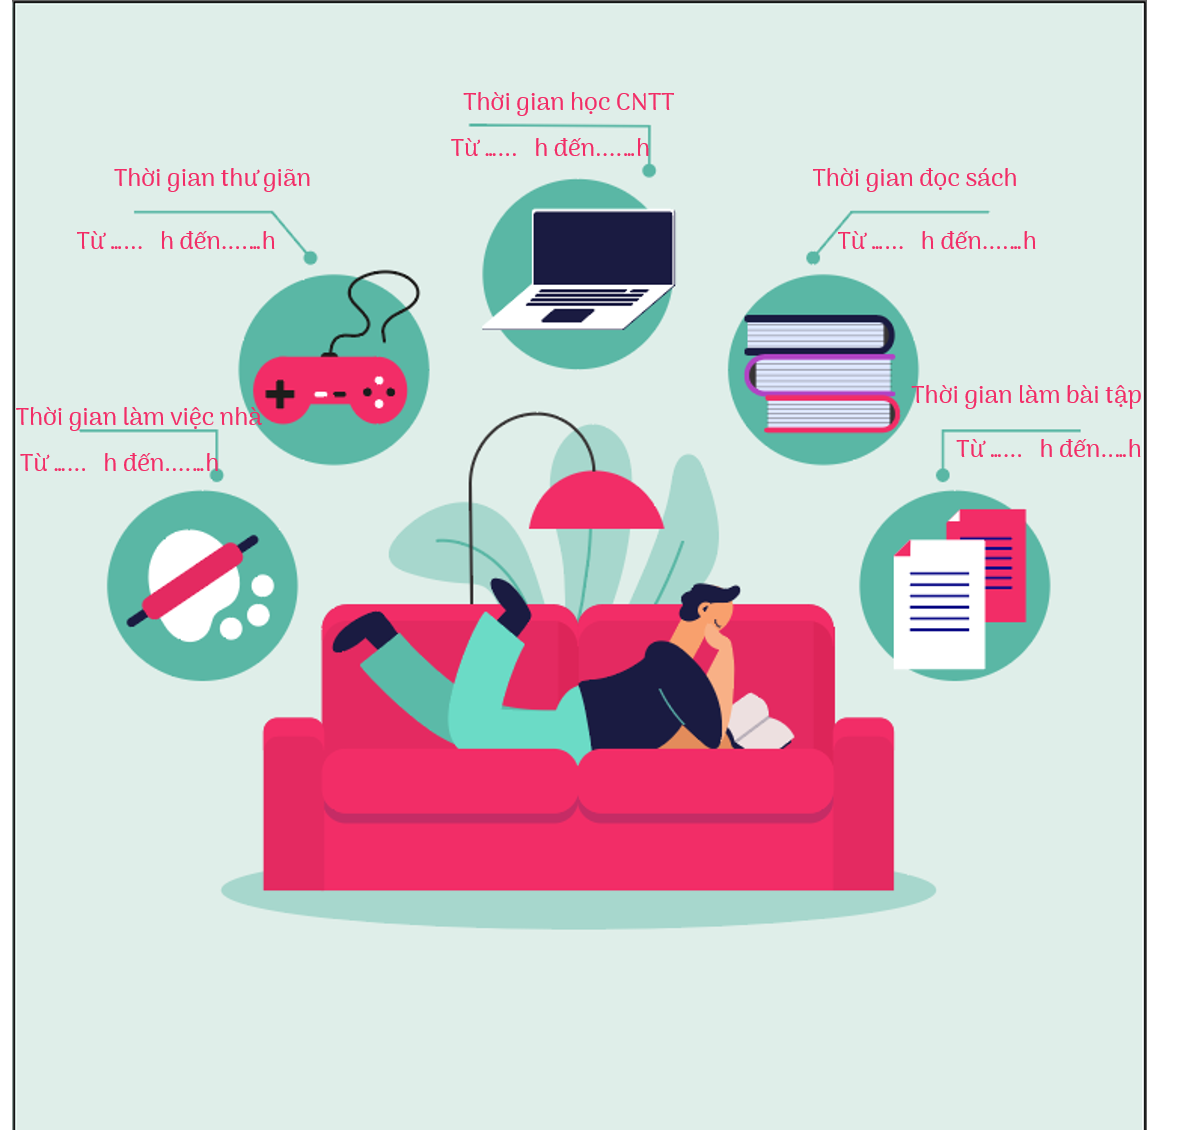 Thời gian học CNTT
Từ ...... h đến.......h
Thời gian thư giãn
Từ ...... h đến.......h
Thời gian đọc sách
Từ ...... h đến.......h
Thời gian làm việc nhà
Từ ...... h đến.......h
Thời gian làm bài tập
Từ ...... h đến.....h